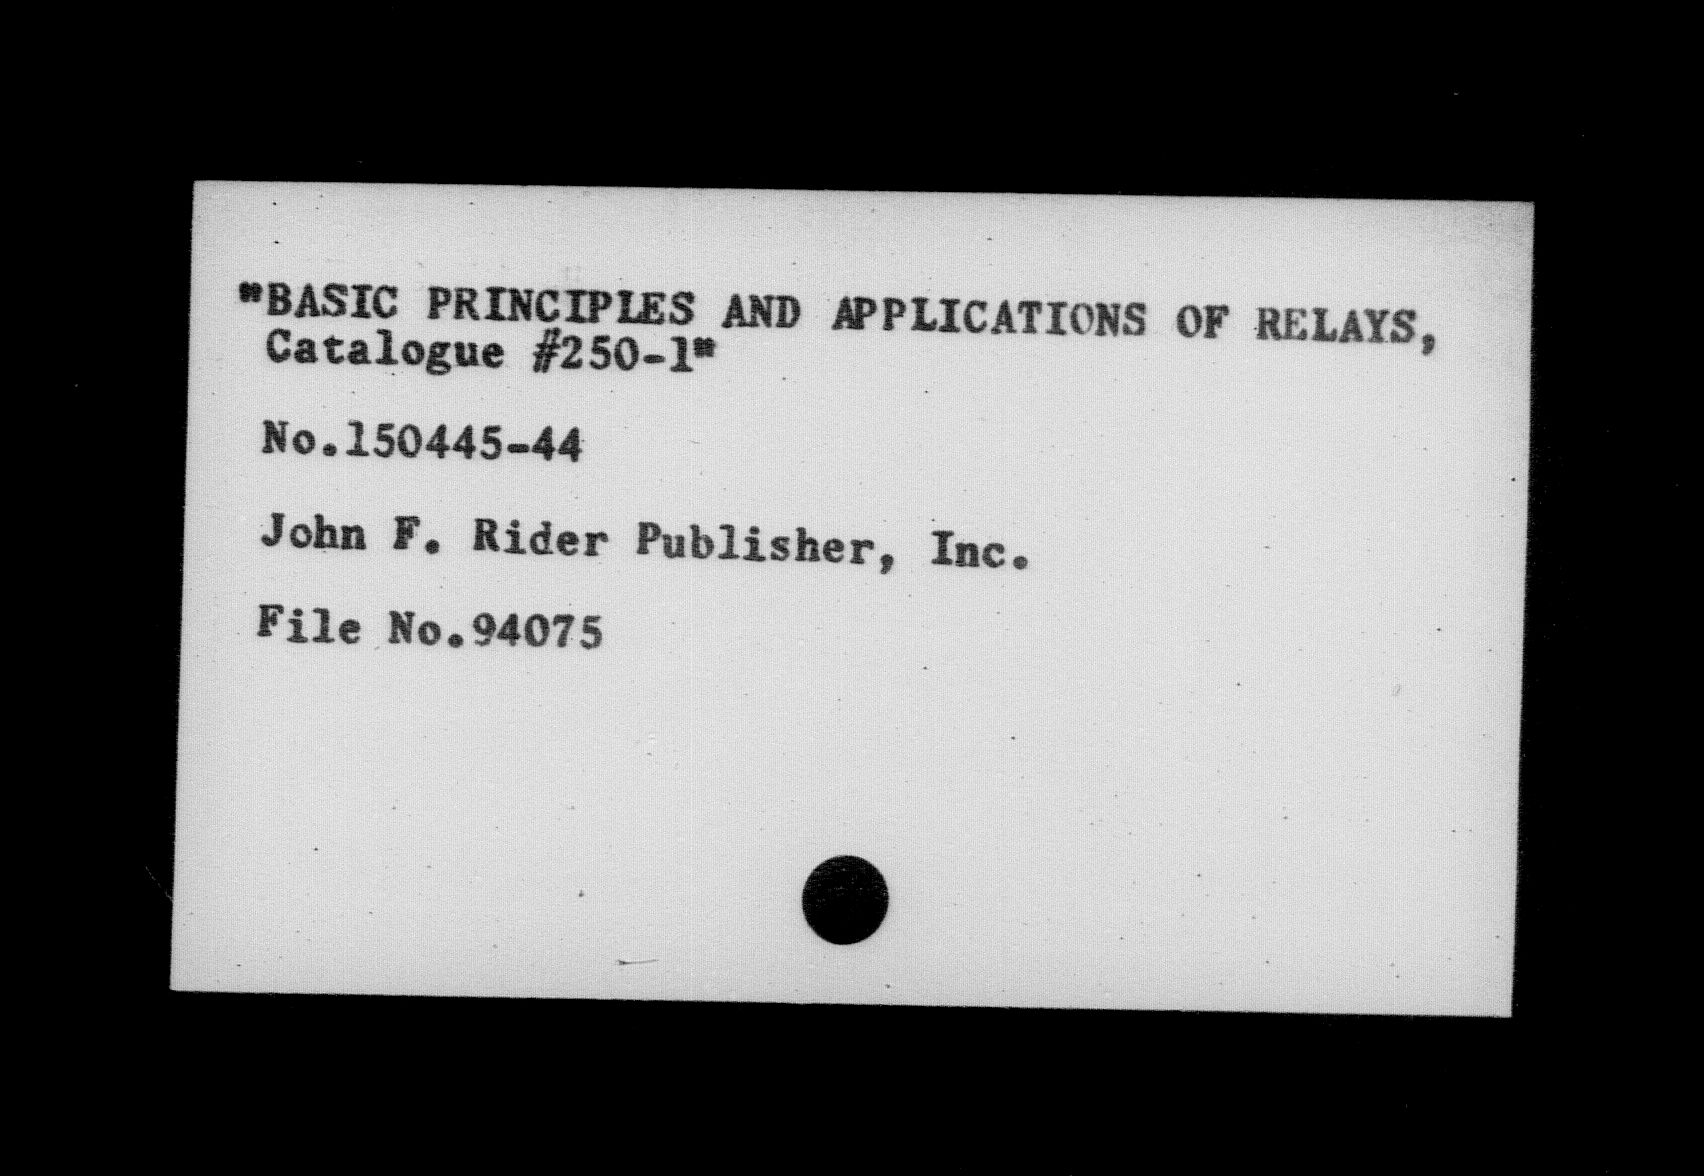 "BASIC PRINCIPLES AND APPLICATIONS OF RELAYS,
Catalogue #250-1"
No.150445-44
John F. Rider Publisher, Inc.
File No.94075